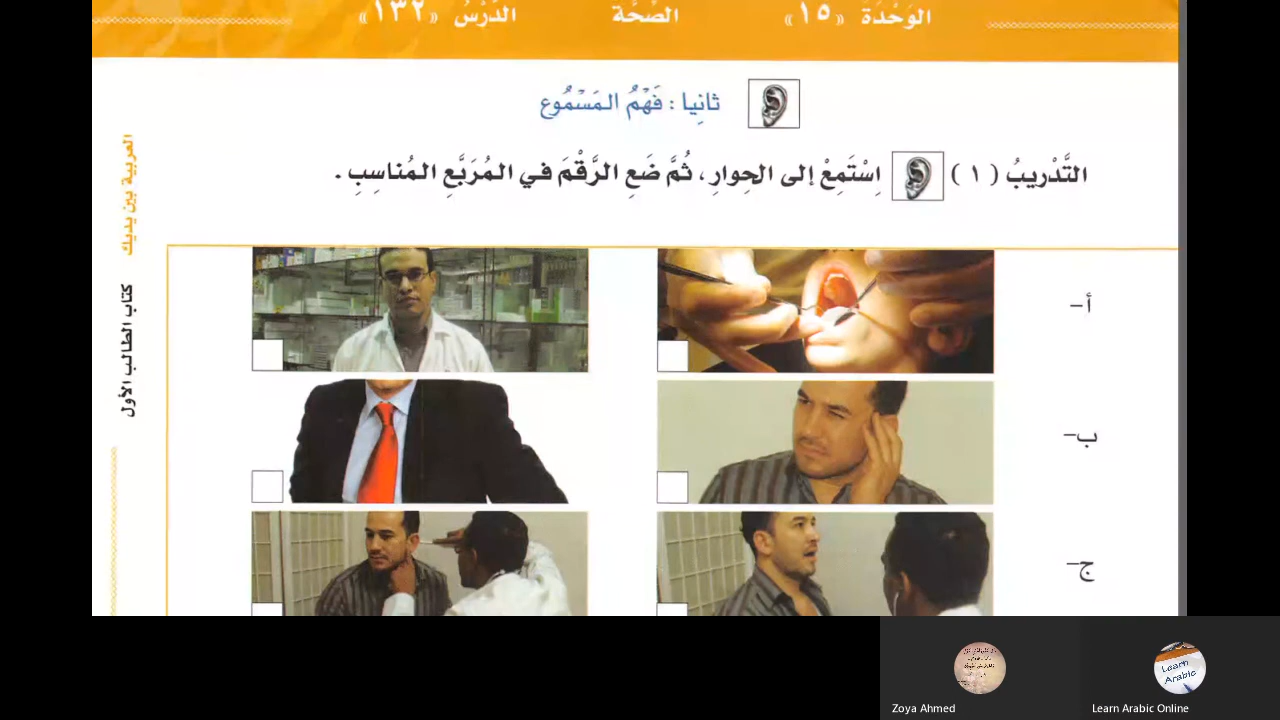 الوَحْدَةُ «١٥» الصِّحَّة الدَّرْسُ «١٣٢»
ثانِيا : فَهْمُ المَسْمُوع
التَّدْرِيبُ ( ١ ) اِسْتَمِعْ إلى الحِوارِ ، ثُمَّ ضَعِ الرَّقْمَ في المُرَبَّعِ المُناسِبِ .
العربية بين يديك
كتاب الطالب الأول
أ-
ب-
ج-
Zoya Ahmed
Learn Arabic Online
Learn
Arabic